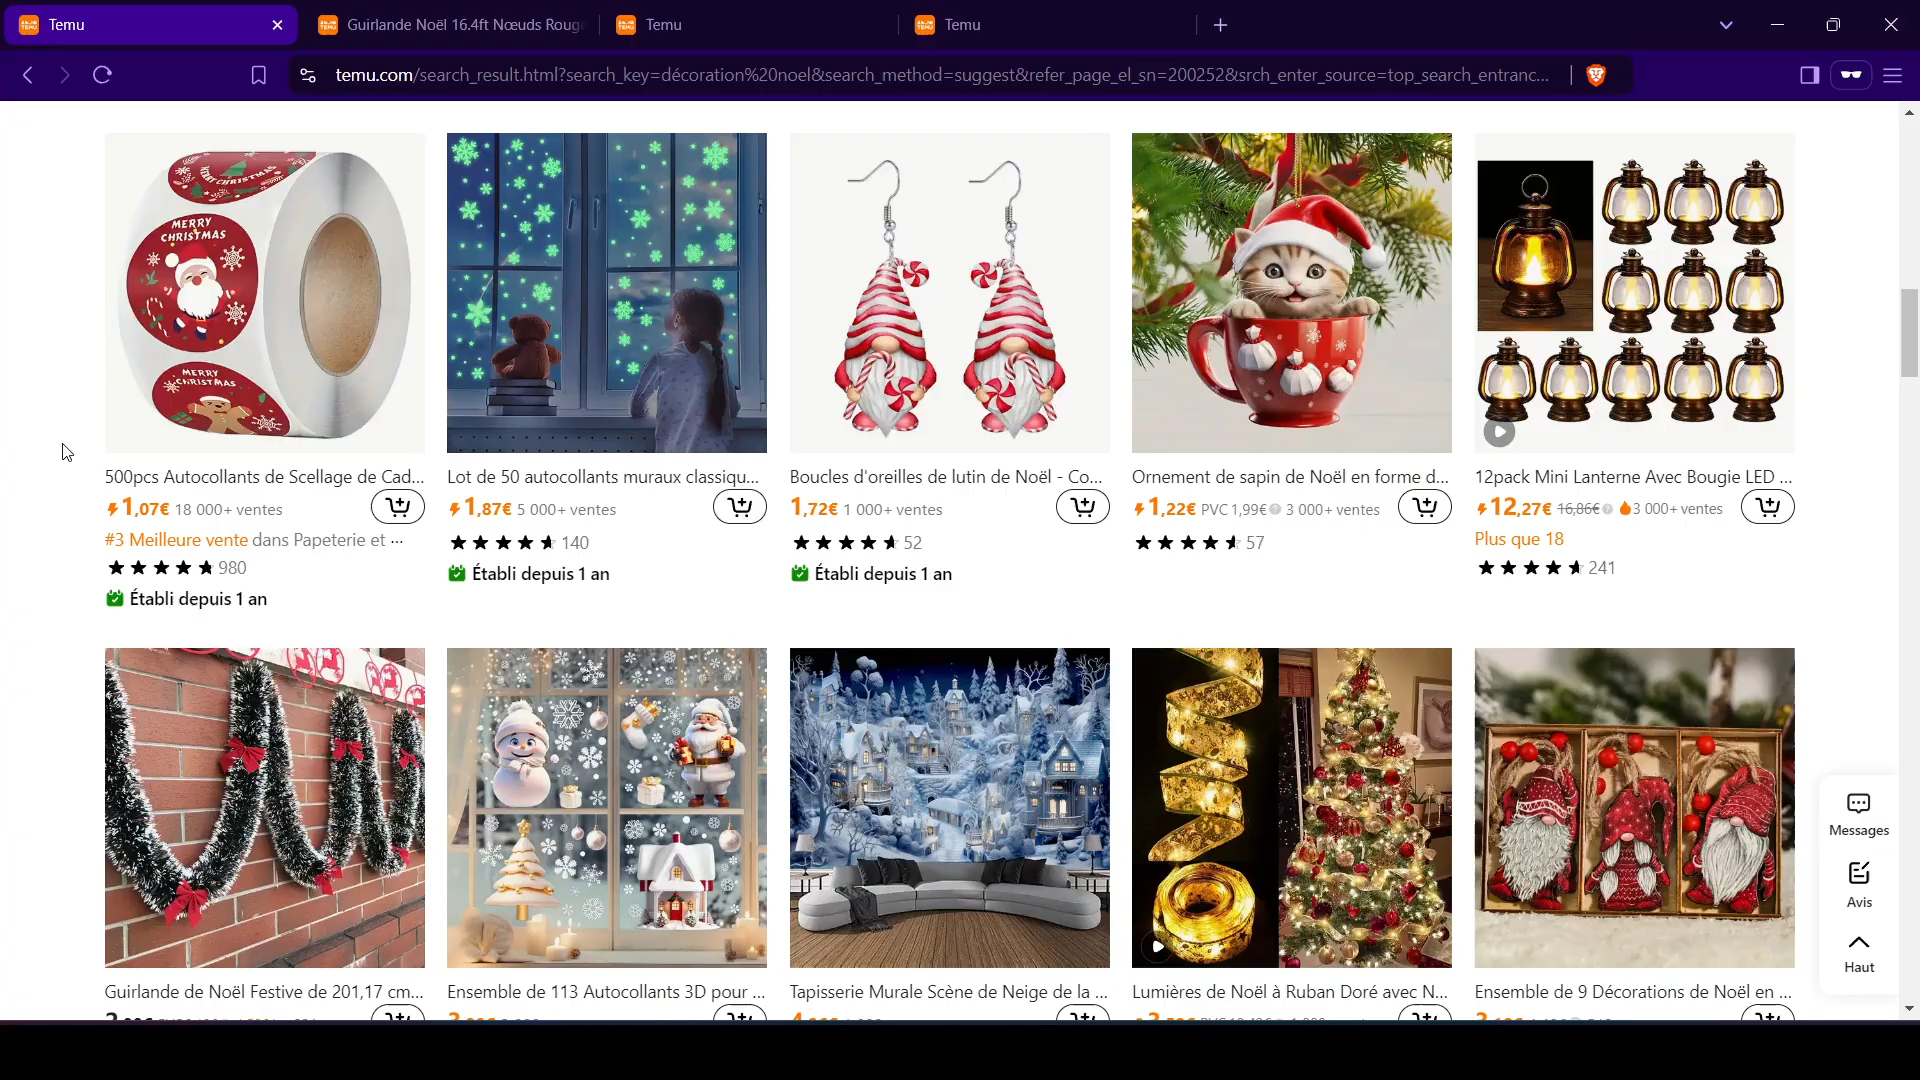 Temu
Guirlande Noël 16.4ft Nœuds Roug
Temu
Temu
temu.com/search_result.html?search_key=décoration%20noel&search_method=suggest&refer_page_el_sn=200252&srch_enter_source=top_search_entranc...
MERRY CHRISTMAS
MERRY
CHRISTMAS
MERRY
CHRISTMAS
500pcs Autocollants de Scellage de Cad...
1,07€ 18 000+ ventes
#3 Meilleure vente dans Papeterie et ...
980
Établi depuis 1 an
Lot de 50 autocollants muraux classiqu...
1,87€ 5 000+ ventes
140
Établi depuis 1 an
Boucles d'oreilles de lutin de Noël - Co...
1,72€ 1 000+ ventes
52
Établi depuis 1 an
Ornement de sapin de Noël en forme d...
1,22€ PVC 1,99€ 3 000+ ventes
57
12pack Mini Lanterne Avec Bougie LED ...
12,27€ 16,86€ 3 000+ ventes
Plus que 18
241
Guirlande de Noël Festive de 201,17 cm...
Ensemble de 113 Autocollants 3D pour ...
Tapisserie Murale Scène de Neige de la ...
Lumières de Noël à Ruban Doré avec N...
Ensemble de 9 Décorations de Noël en ...
Messages
Avis
Haut